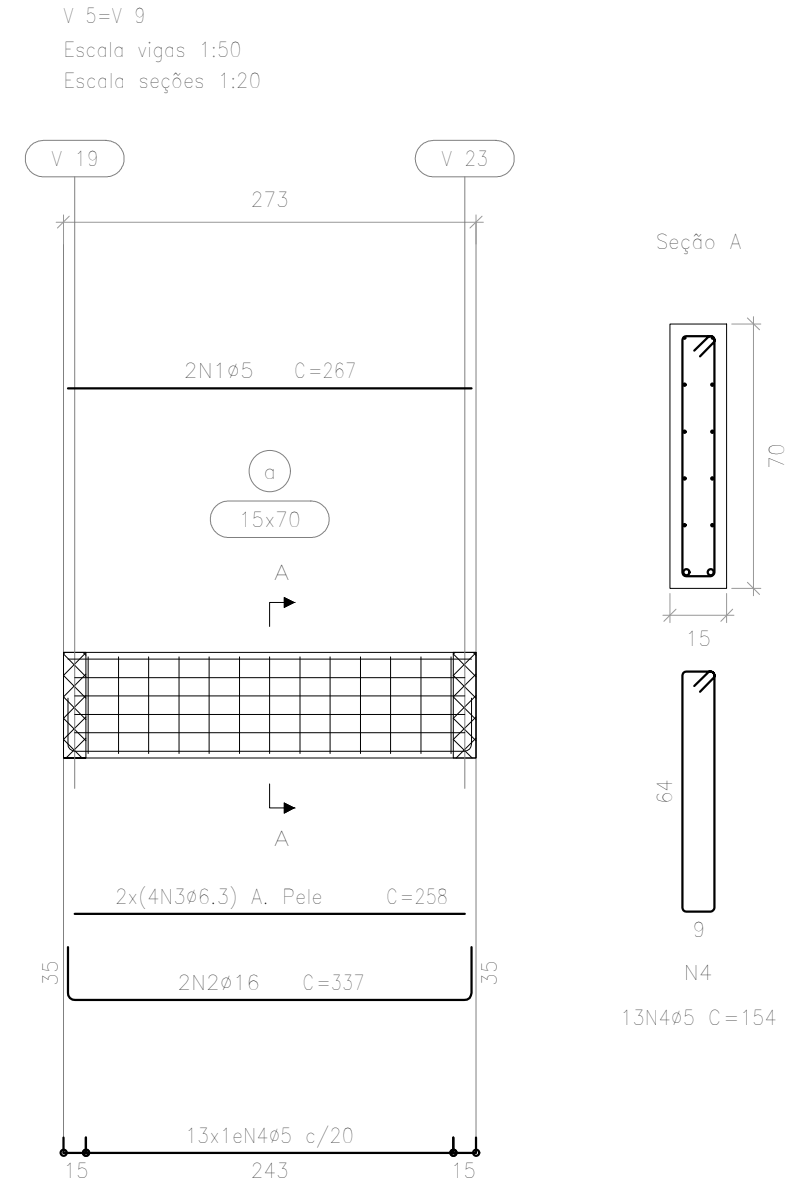 V 5=V 9
Escala vigas 1:50
Escala seções 1:20
V 19
V 23
273
Seção A
2N1ø5 C=267
a
15x70
70
A
15
64
A
2x(4N3ø6.3) A. Pele C=258
9
35
2N2ø16 C=337
35
N4
13N4ø5 C=154
13x1eN4ø5 c/20
15
243
15